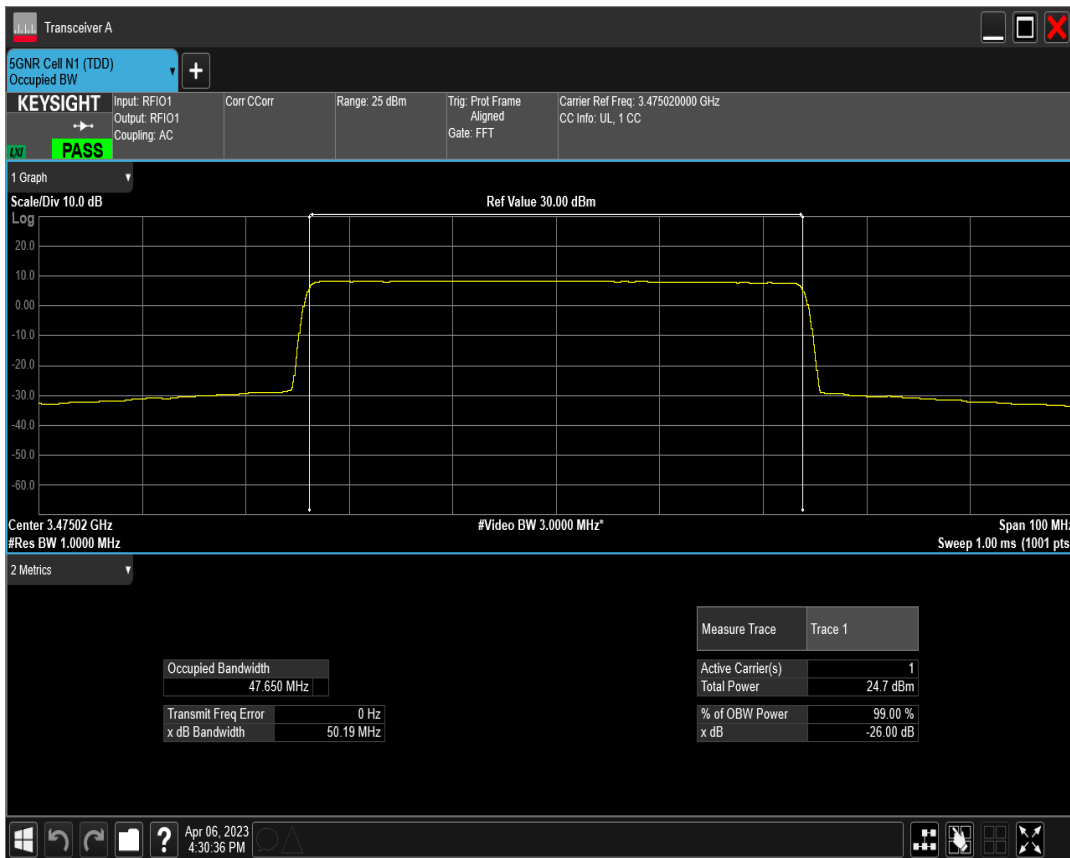 Transceiver A
5GNR Cell N1 (TDD)
Occupied BW
+
KEYSIGHT
LXI
PASS
Input: RFIO1
Output: RFIO1
Coupling: AC
Corr CCorr
Range: 25 dBm
Trig: Prot Frame
Aligned
Gate: FFT
Carrier Ref Freq: 3.475020000 GHz
CC Info: UL, 1 CC
1 Graph
Scale/Div 10.0 dB
Ref Value 30.00 dBm
Log
20.0
10.0
0.00
-10.0
-20.0
-30.0
-40.0
-50.0
-60.0
Center 3.47502 GHz
#Video BW 3.0000 MHz*
Span 100 MHz
#Res BW 1.0000 MHz
Sweep 1.00 ms (1001 pts
2 Metrics
Measure Trace Trace 1
Occupied Bandwidth
47.650 MHz
Active Carrier(s) 1
Total Power 24.7 dBm
Transmit Freq Error 0 Hz
x dB Bandwidth 50.19 MHz
% of OBW Power 99.00 %
x dB -26.00 dB
?
Apr 06, 2023
4:30:36 PM